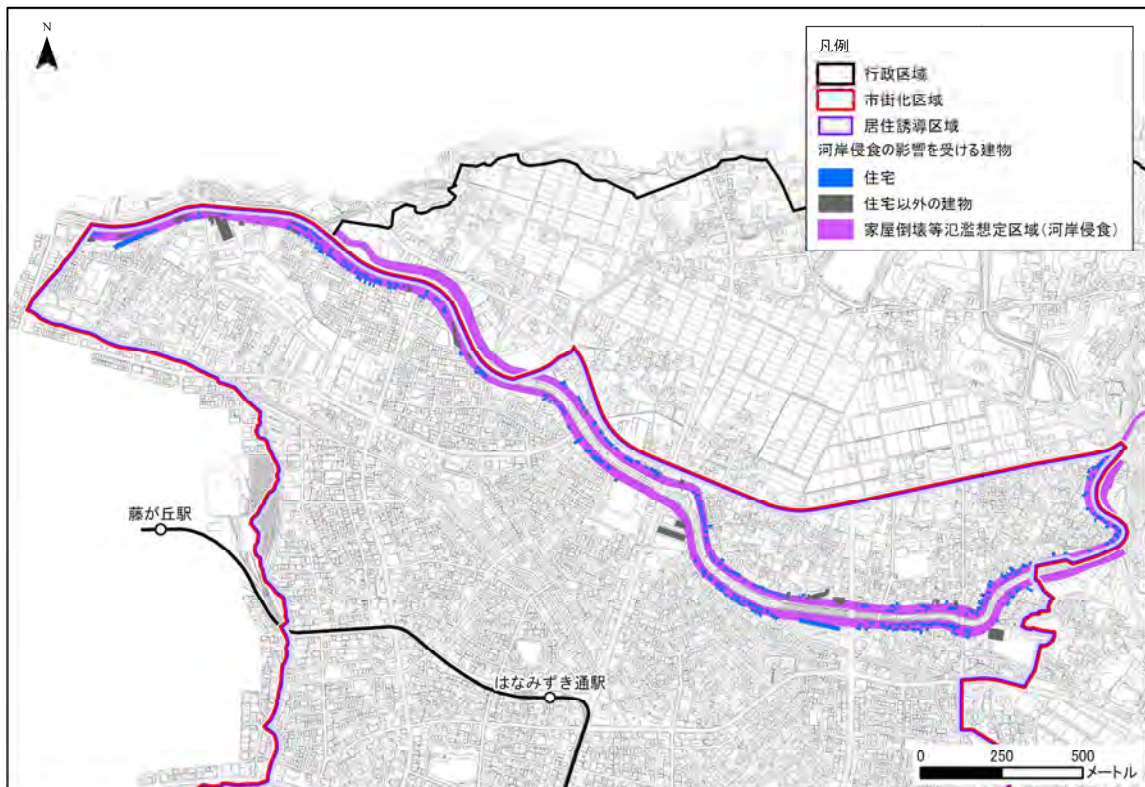 N
凡例
行政区域
市街化区域
居住誘導区域
河岸侵食の影響を受ける建物
住宅
住宅以外の建物
家屋倒壊等氾濫想定区域(河岸侵食)
藤が丘駅
はなみずき通駅
0 250 500
メートル